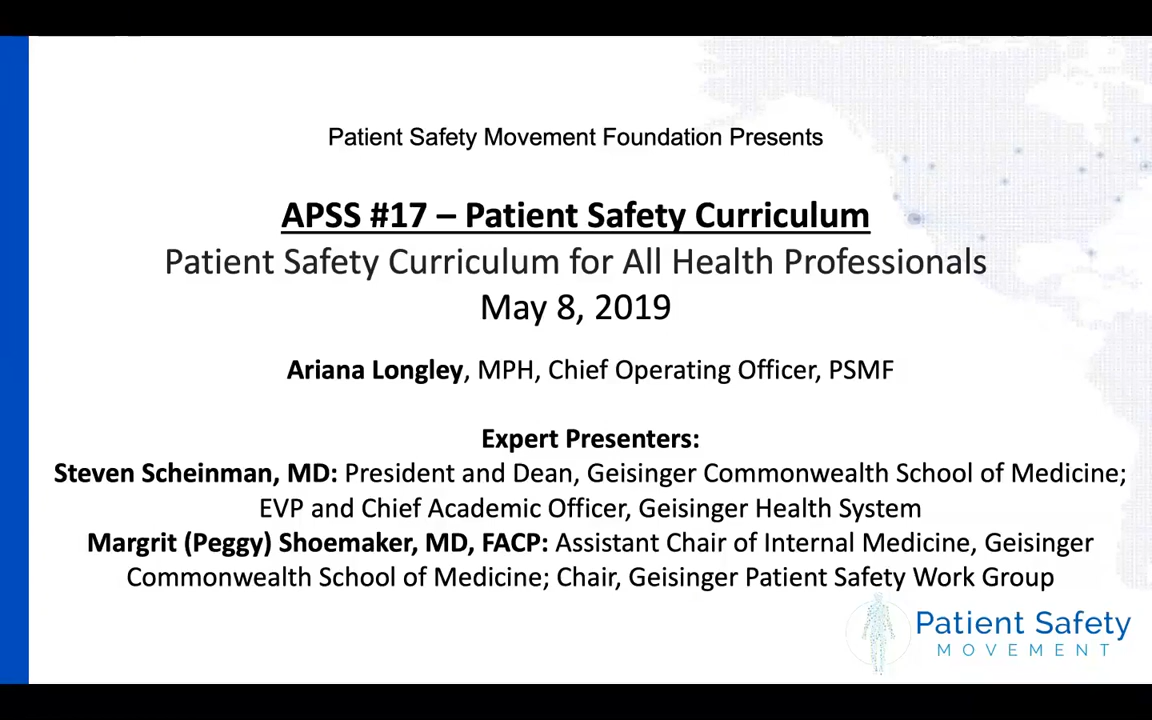 Patient Safety Movement Foundation Presents
APSS #17 – Patient Safety Curriculum
Patient Safety Curriculum for All Health Professionals
May 8, 2019
Ariana Longley, MPH, Chief Operating Officer, PSMF
Expert Presenters:
Steven Scheinman, MD: President and Dean, Geisinger Commonwealth School of Medicine;
EVP and Chief Academic Officer, Geisinger Health System
Margrit (Peggy) Shoemaker, MD, FACP: Assistant Chair of Internal Medicine, Geisinger
Commonwealth School of Medicine; Chair, Geisinger Patient Safety Work Group
Patient Safety
MOVEMENT